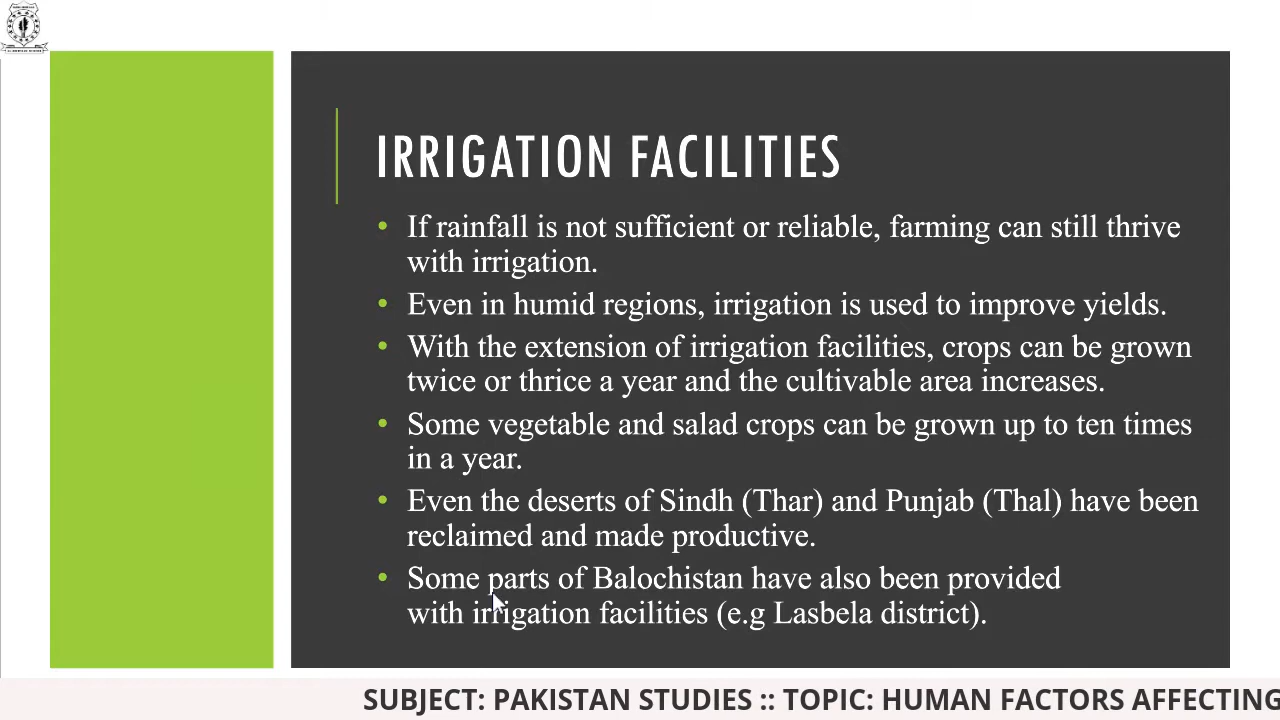 IRRIGATION FACILITIES
• If rainfall is not sufficient or reliable, farming can still thrive
with irrigation.
• Even in humid regions, irrigation is used to improve yields.
• With the extension of irrigation facilities, crops can be grown
twice or thrice a year and the cultivable area increases.
• Some vegetable and salad crops can be grown up to ten times
in a year.
• Even the deserts of Sindh (Thar) and Punjab (Thal) have been
reclaimed and made productive.
• Some parts of Balochistan have also been provided
with irrigation facilities (e.g Lasbela district).
SUBJECT: PAKISTAN STUDIES :: TOPIC: HUMAN FACTORS AFFECTING